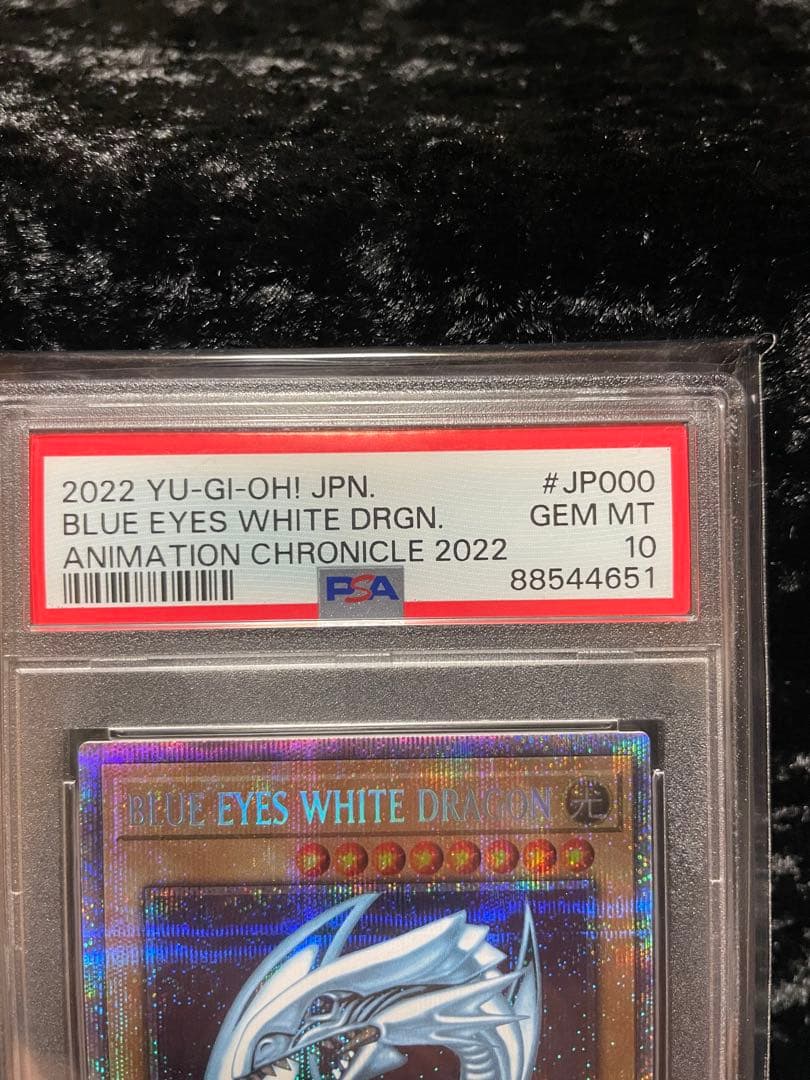 2022 YU-GI-OH! JPN. #JP000
BLUE EYES WHITE DRGN. GEM MT
ANIMATION CHRONICLE 2022 10
PSA 88544651
BLUE EYES WHITE DRAGON 光